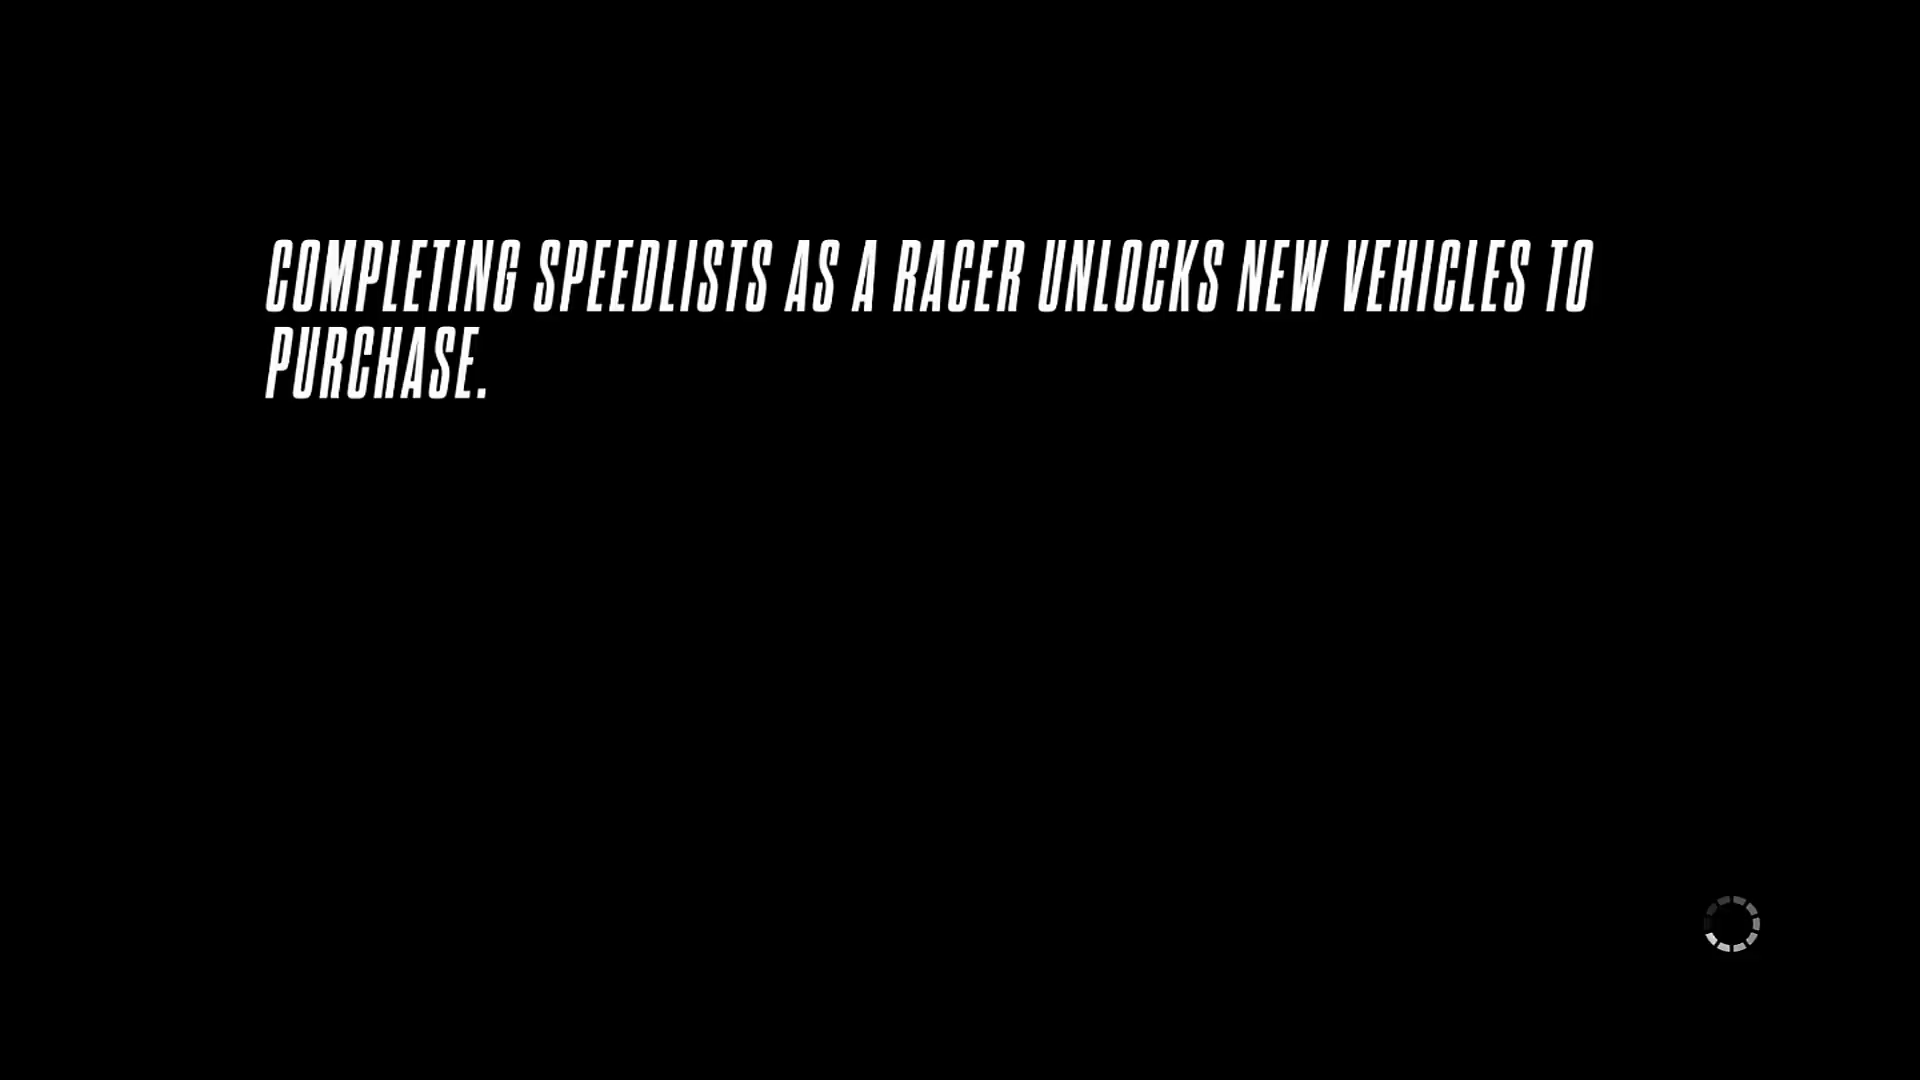 COMPLETING SPEEDLISTS AS A RACER UNLOCKS NEW VEHICLES TO
PURCHASE.